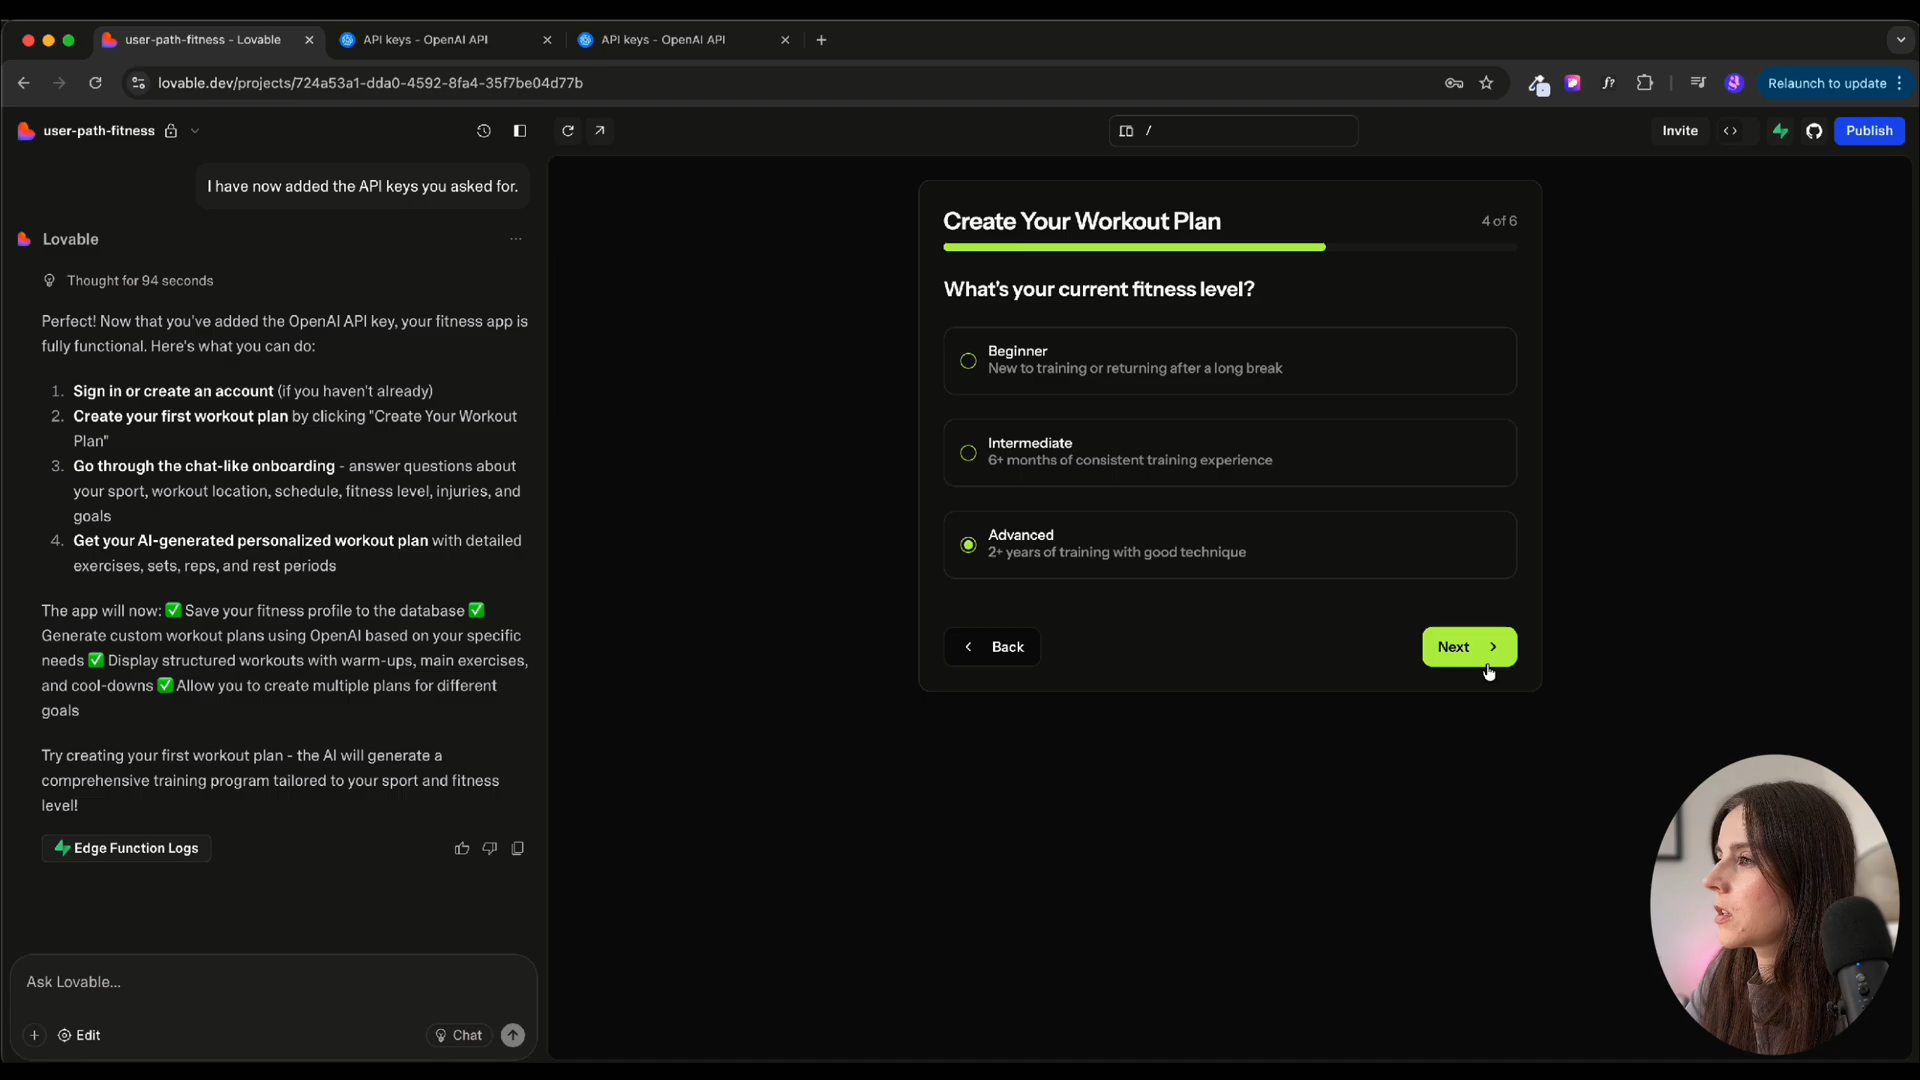 user-path-fitness - Lovable
API keys - OpenAI API
API keys - OpenAI API
lovable.dev/projects/724a53a1-dda0-4592-8fa4-35f7be04d77b
f?
Relaunch to update
user-path-fitness
/
Invite
Publish
I have now added the API keys you asked for.
Lovable
Thought for 94 seconds
Perfect! Now that you've added the OpenAI API key, your fitness app is
fully functional. Here's what you can do:
1. Sign in or create an account (if you haven't already)
2. Create your first workout plan by clicking "Create Your Workout
Plan"
3. Go through the chat-like onboarding - answer questions about
your sport, workout location, schedule, fitness level, injuries, and
goals
4. Get your AI-generated personalized workout plan with detailed
exercises, sets, reps, and rest periods
The app will now: ✅ Save your fitness profile to the database ✅
Generate custom workout plans using OpenAI based on your specific
needs ✅ Display structured workouts with warm-ups, main exercises,
and cool-downs ✅ Allow you to create multiple plans for different
goals
Try creating your first workout plan - the AI will generate a
comprehensive training program tailored to your sport and fitness
level!
Edge Function Logs
Ask Lovable...
Edit
Chat
Create Your Workout Plan
4 of 6
What's your current fitness level?
Beginner
New to training or returning after a long break
Intermediate
6+ months of consistent training experience
Advanced
2+ years of training with good technique
Back
Next